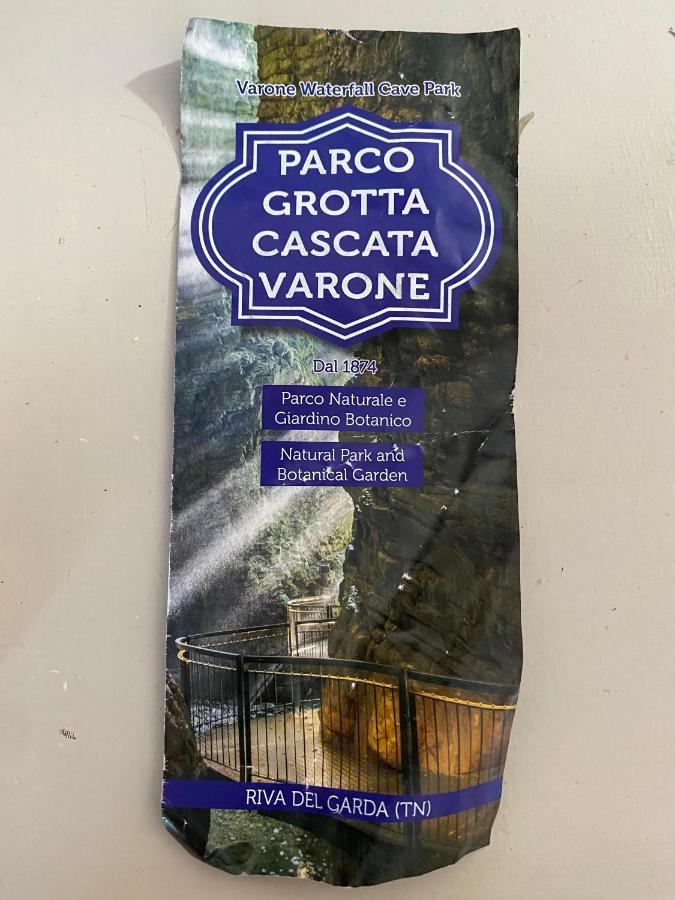 Varone Waterfall Cave Park
PARCO
GROTTA
CASCATA
VARONE
Dal 1874
Parco Naturale e
Giardino Botanico
Natural Park and
Botanical Garden
RIVA DEL GARDA (TN)